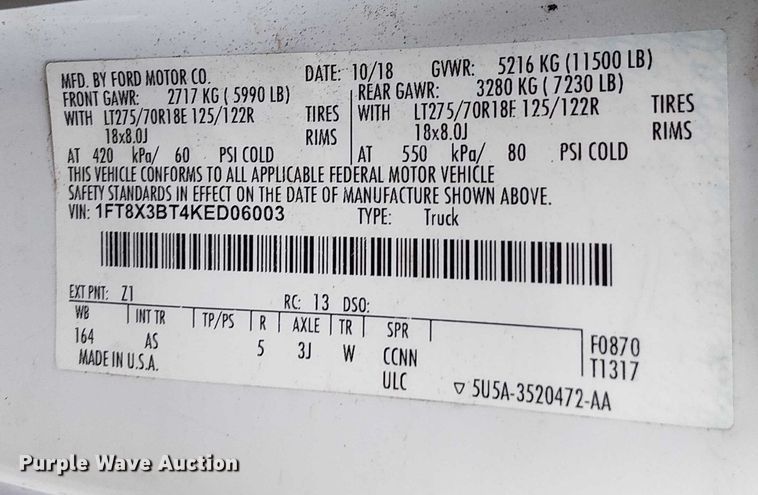 MFD. BY FORD MOTOR CO. DATE: 10/18 GVWR: 5216 KG (11500 LB)
FRONT GAWR: 2717 KG ( 5990 LB) REAR GAWR: 3280 KG ( 7230 LB)
WITH LT275/70R18E 125/122R TIRES WITH LT275/70R18E 125/122R TIRES
18x8.0J RIMS 18x8.0J RIMS
AT 420 kPa/ 60 PSI COLD AT 550 kPa/ 80 PSI COLD
THIS VEHICLE CONFORMS TO ALL APPLICABLE FEDERAL MOTOR VEHICLE
SAFETY STANDARDS IN EFFECT ON THE DATE OF MANUFACTURE SHOWN ABOVE.
VIN: 1FT8X3BT4KED06003 TYPE: Truck
EXT PNT: Z1 RC: 13 DSO:
WB INT TR TP/PS R AXLE TR SPR
164 AS 5 3J W CCNN F0870
MADE IN U.S.A. ULC T1317
▽ 5U5A-3520472-AA
Purple Wave Auction